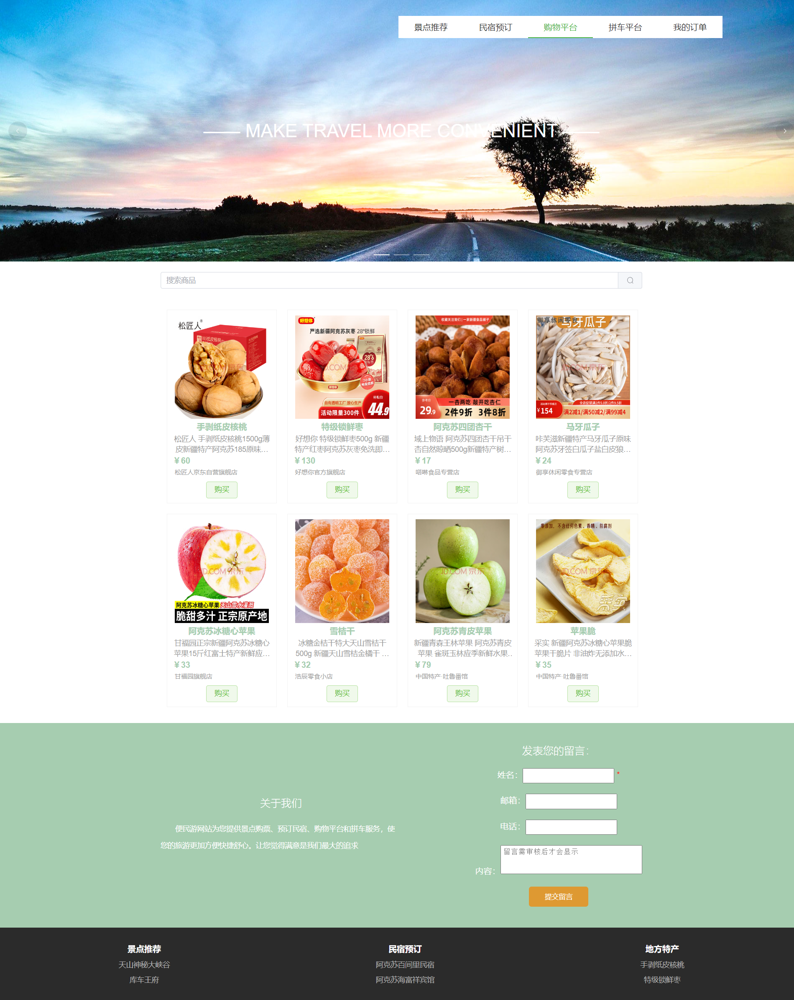 景点推荐 民宿预订 购物平台 拼车平台 我的订单
—— MAKE TRAVEL MORE CONVENIENT ——
搜索商品
松匠人®
185纸皮核桃
JD.COM 京东
手剥纸皮核桃
松匠人 手剥纸皮核桃1500g薄
皮新疆特产阿克苏185原味…
¥ 60
松匠人京东自营旗舰店
购买
好想你
严选新疆阿克苏灰枣 28°锁鲜
28%
JD.COM
7小袋
自有透明工厂 放心生产
补贴价
活动限量300件
44.9
特级锁鲜枣
好想你 特级锁鲜枣500g 新疆
特产红枣阿克苏灰枣免洗即…
¥ 130
好想你官方旗舰店
购买
收藏关注我们 | 一家新疆食品铺子
参考价
29.9
一杏两吃 敲开吃杏仁
2件9折 3件8折
阿克苏四团杏干
域上物语 阿克苏四团杏干吊干
杏自然晾晒500g新疆特产树…
¥ 17
嗒啉食品专营店
购买
御享休闲零食
马牙瓜子
JD.COM 京东
全店促销满1件9.8折/2件9.5折
¥154
满2减1/满50减2/满99减4
马牙瓜子
咔芙滋新疆特产马牙瓜子原味
阿克苏牙签白瓜子盐白皮狼…
¥ 24
御享休闲零食专营店
购买
JD.COM 京东
阿克苏冰糖心苹果 天山雪水灌溉
脆甜多汁 正宗原产地
阿克苏冰糖心苹果
甘福园正宗新疆阿克苏冰糖心
苹果15斤红富士特产新鲜应…
¥ 33
甘福园旗舰店
购买
JD.COM 京东
雪桔干
冰糖金桔干特大天山雪桔干
500g 新疆天山雪桔金橘干 …
¥ 32
浩辰零食小店
购买
JD.COM 京东
阿克苏青皮苹果
新疆青森王林苹果 阿克苏青皮
苹果 雀斑玉林应季新鲜水果…
¥ 79
中国特产·吐鲁番馆
购买
零添加，不含任何色素、香精、防腐剂
JD.COM 京东
苹果脆
采实 新疆阿克苏冰糖心苹果脆
苹果干脆片 非油炸无添加水…
¥ 35
中国特产·吐鲁番馆
购买
关于我们
便民游网站为您提供景点购票、预订民宿、购物平台和拼车服务，使
您的旅游更加方便快捷舒心。让您觉得满意是我们最大的追求
发表您的留言：
姓名： *
邮箱：
电话：
内容： 留言需审核后才会显示
提交留言
景点推荐
天山神秘大峡谷
库车王府
民宿预订
阿克苏百间里民宿
阿克苏海富祥宾馆
地方特产
手剥纸皮核桃
特级锁鲜枣